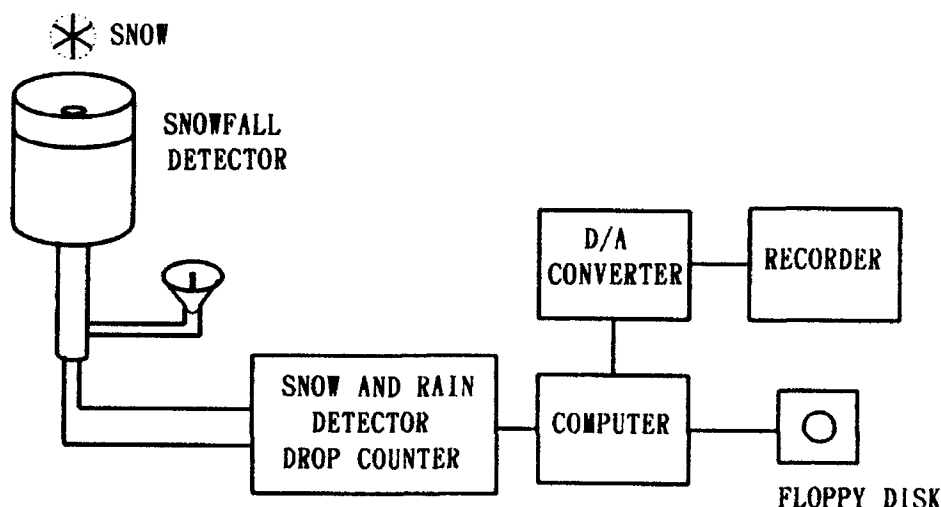 SNOW
SNOWFALL
DETECTOR
D/A
CONVERTER
RECORDER
SNOW AND RAIN
DETECTOR
DROP COUNTER
COMPUTER
FLOPPY DISK